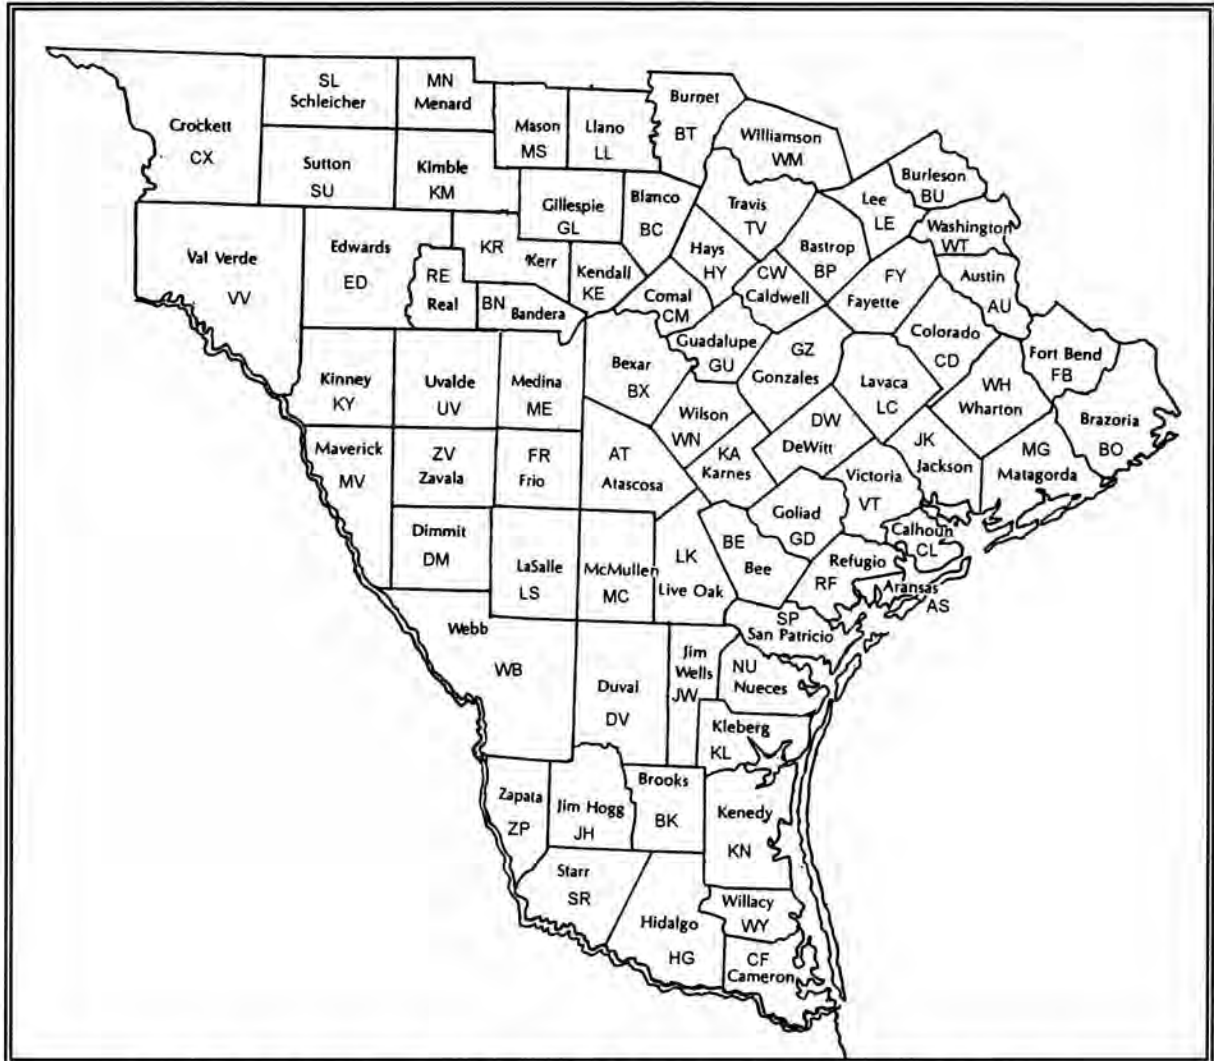 SL
Schleicher
MN
Menard
Crockett
CX
Sutton
SU
Kimble
KM
Mason
MS
Llano
LL
Burnet
BT
Williamson
WM
Burleson
BU
Lee
LE
Washington
WT
Val Verde
VV
Edwards
ED
RE
Real
KR
Kerr
Gillespie
GL
Blanco
BC
Travis
TV
Hays
HY
Bastrop
BP
FY
Fayette
Austin
AU
BN
Bandera
Kendall
KE
Comal
CM
CW
Caldwell
Colorado
CD
Fort Bend
FB
Kinney
KY
Uvalde
UV
Medina
ME
Bexar
BX
Guadalupe
GU
GZ
Gonzales
Lavaca
LC
WH
Wharton
Brazoria
BO
Maverick
MV
ZV
Zavala
FR
Frio
AT
Atascosa
Wilson
WN
KA
Karnes
DW
DeWitt
Victoria
VT
JK
Jackson
MG
Matagorda
Dimmit
DM
LaSalle
LS
McMullen
MC
LK
Live Oak
BE
Bee
Goliad
GD
Refugio
RF
Calhoun
CL
Aransas
AS
SP
San Patricio
Webb
WB
Duval
DV
Jim
Wells
JW
NU
Nueces
Kleberg
KL
Zapata
ZP
Jim Hogg
JH
Brooks
BK
Kenedy
KN
Starr
SR
Hidalgo
HG
Willacy
WY
CF
Cameron